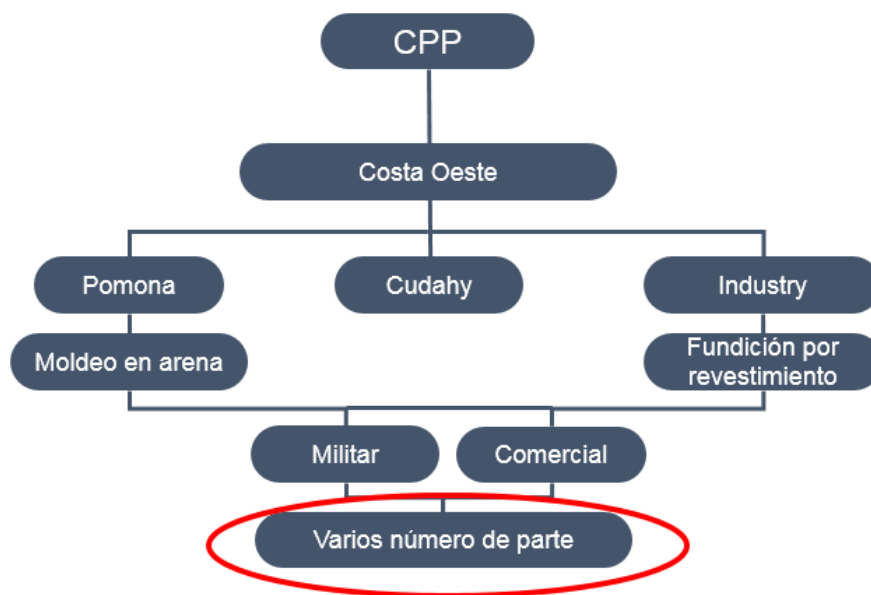 CPP
Costa Oeste
Pomona
Cudahy
Industry
Moldeo en arena
Fundición por
revestimiento
Militar
Comercial
Varios número de parte